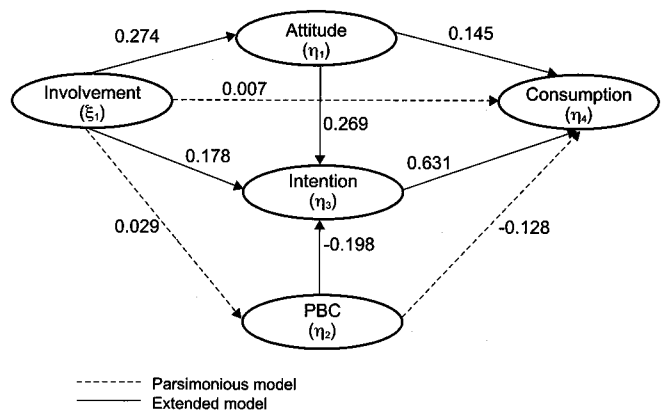 Attitude
(η₁)
0.274
0.145
Involvement
(ξ₁)
0.007
Consumption
(η₄)
0.269
0.178
0.631
Intention
(η₃)
0.029
-0.198
-0.128
PBC
(η₂)
Parsimonious model
Extended model